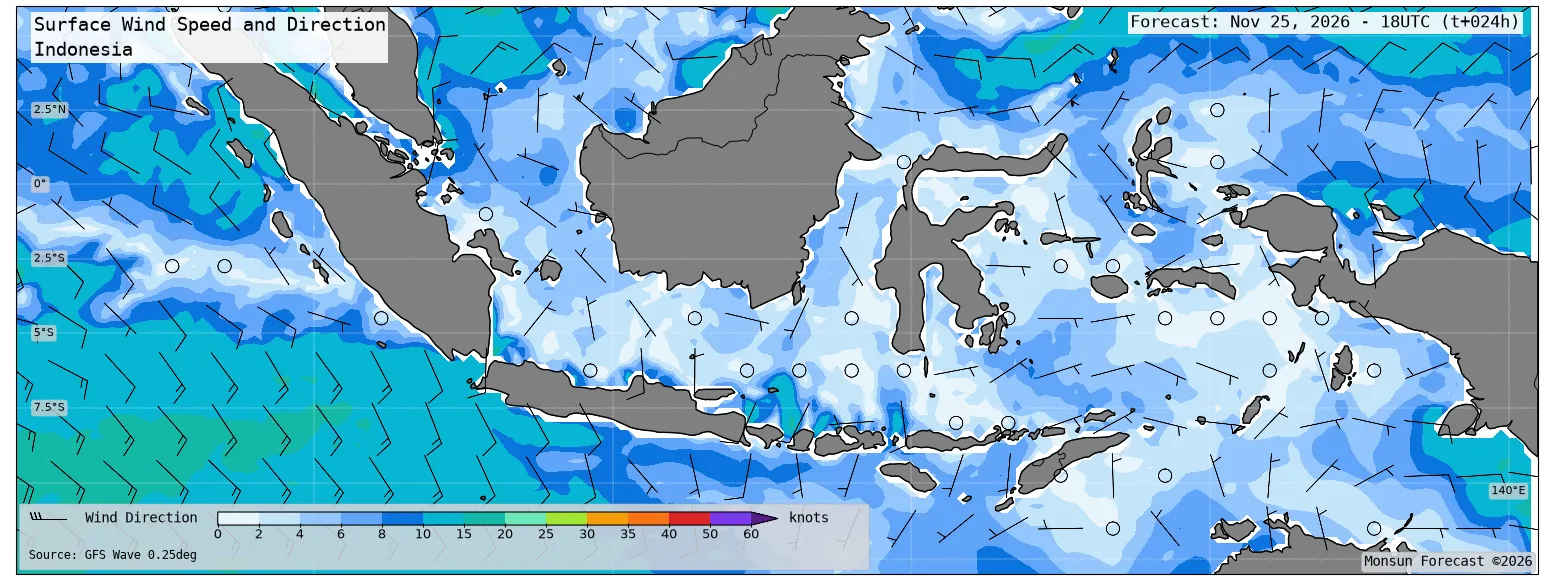 Surface Wind Speed and Direction
Indonesia
Forecast: Nov 25, 2026 - 18UTC (t+024h)
2.5°N
0°
2.5°S
5°S
7.5°S
140°E
Wind Direction
0 2 4 6 8 10 15 20 25 30 35 40 50 60
knots
Source: GFS Wave 0.25deg
Monsun Forecast ©2026